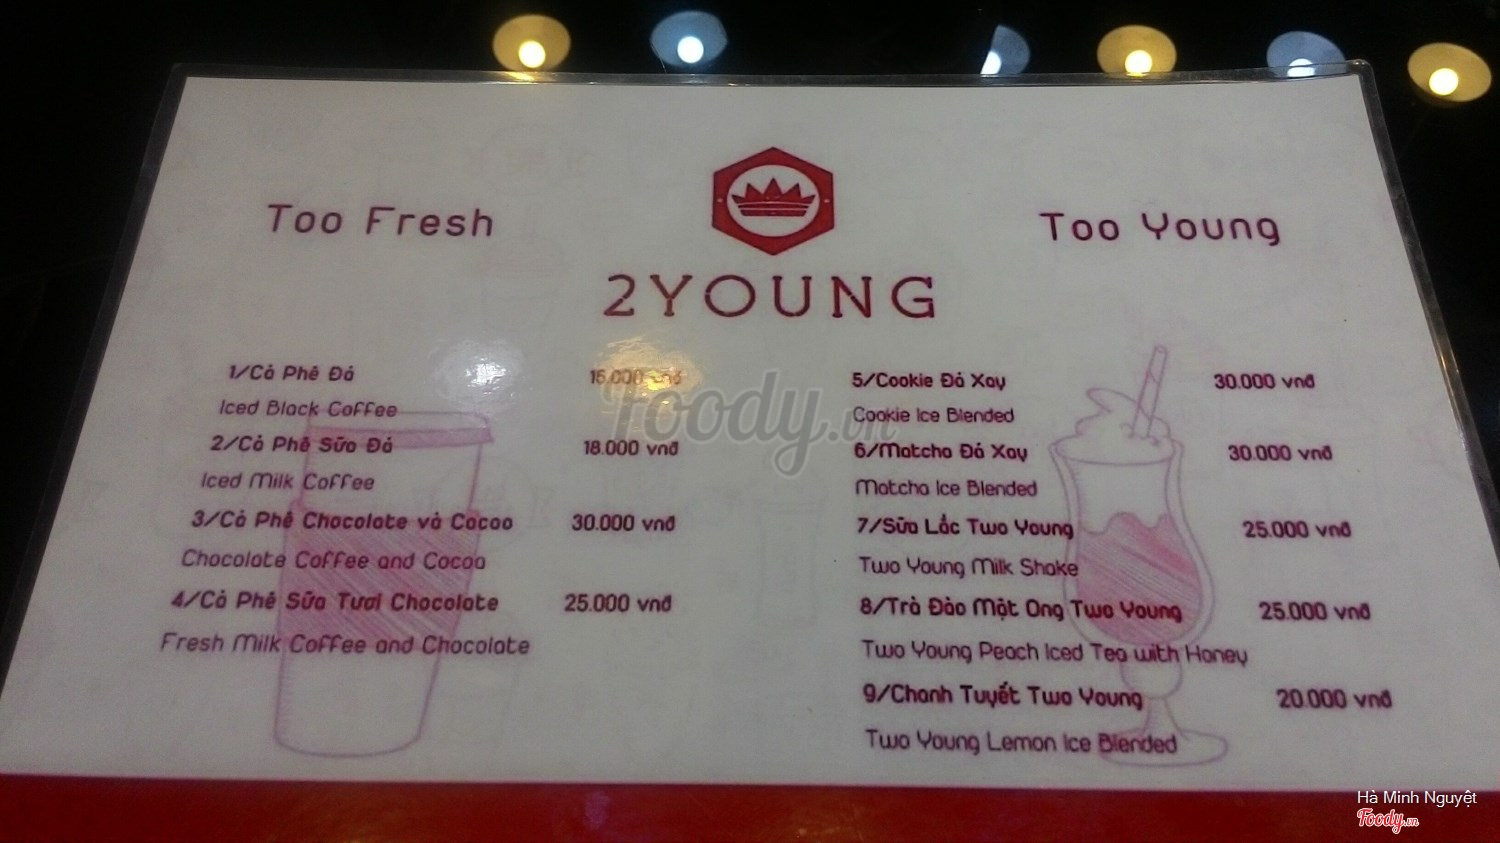 Too Fresh
Too Young
2YOUNG
1/Cà Phê Đá 16.000 vnđ
Iced Black Coffee
2/Cà Phê Sữa Đá 18.000 vnđ
Iced Milk Coffee
3/Cà Phê Chocolate và Cacao 30.000 vnđ
Chocolate Coffee and Cocoa
4/Cà Phê Sữa Tươi Chocolate 25.000 vnđ
Fresh Milk Coffee and Chocolate
5/Cookie Đá Xay 30.000 vnđ
Cookie Ice Blended
6/Matcha Đá Xay 30.000 vnđ
Matcha Ice Blended
7/Sữa Lắc Two Young 25.000 vnđ
Two Young Milk Shake
8/Trà Đào Mật Ong Two Young 25.000 vnđ
Two Young Peach Iced Tea with Honey
9/Chanh Tuyết Two Young 20.000 vnđ
Two Young Lemon Ice Blended
Foody.vn
Hà Minh Nguyệt
Foody.vn